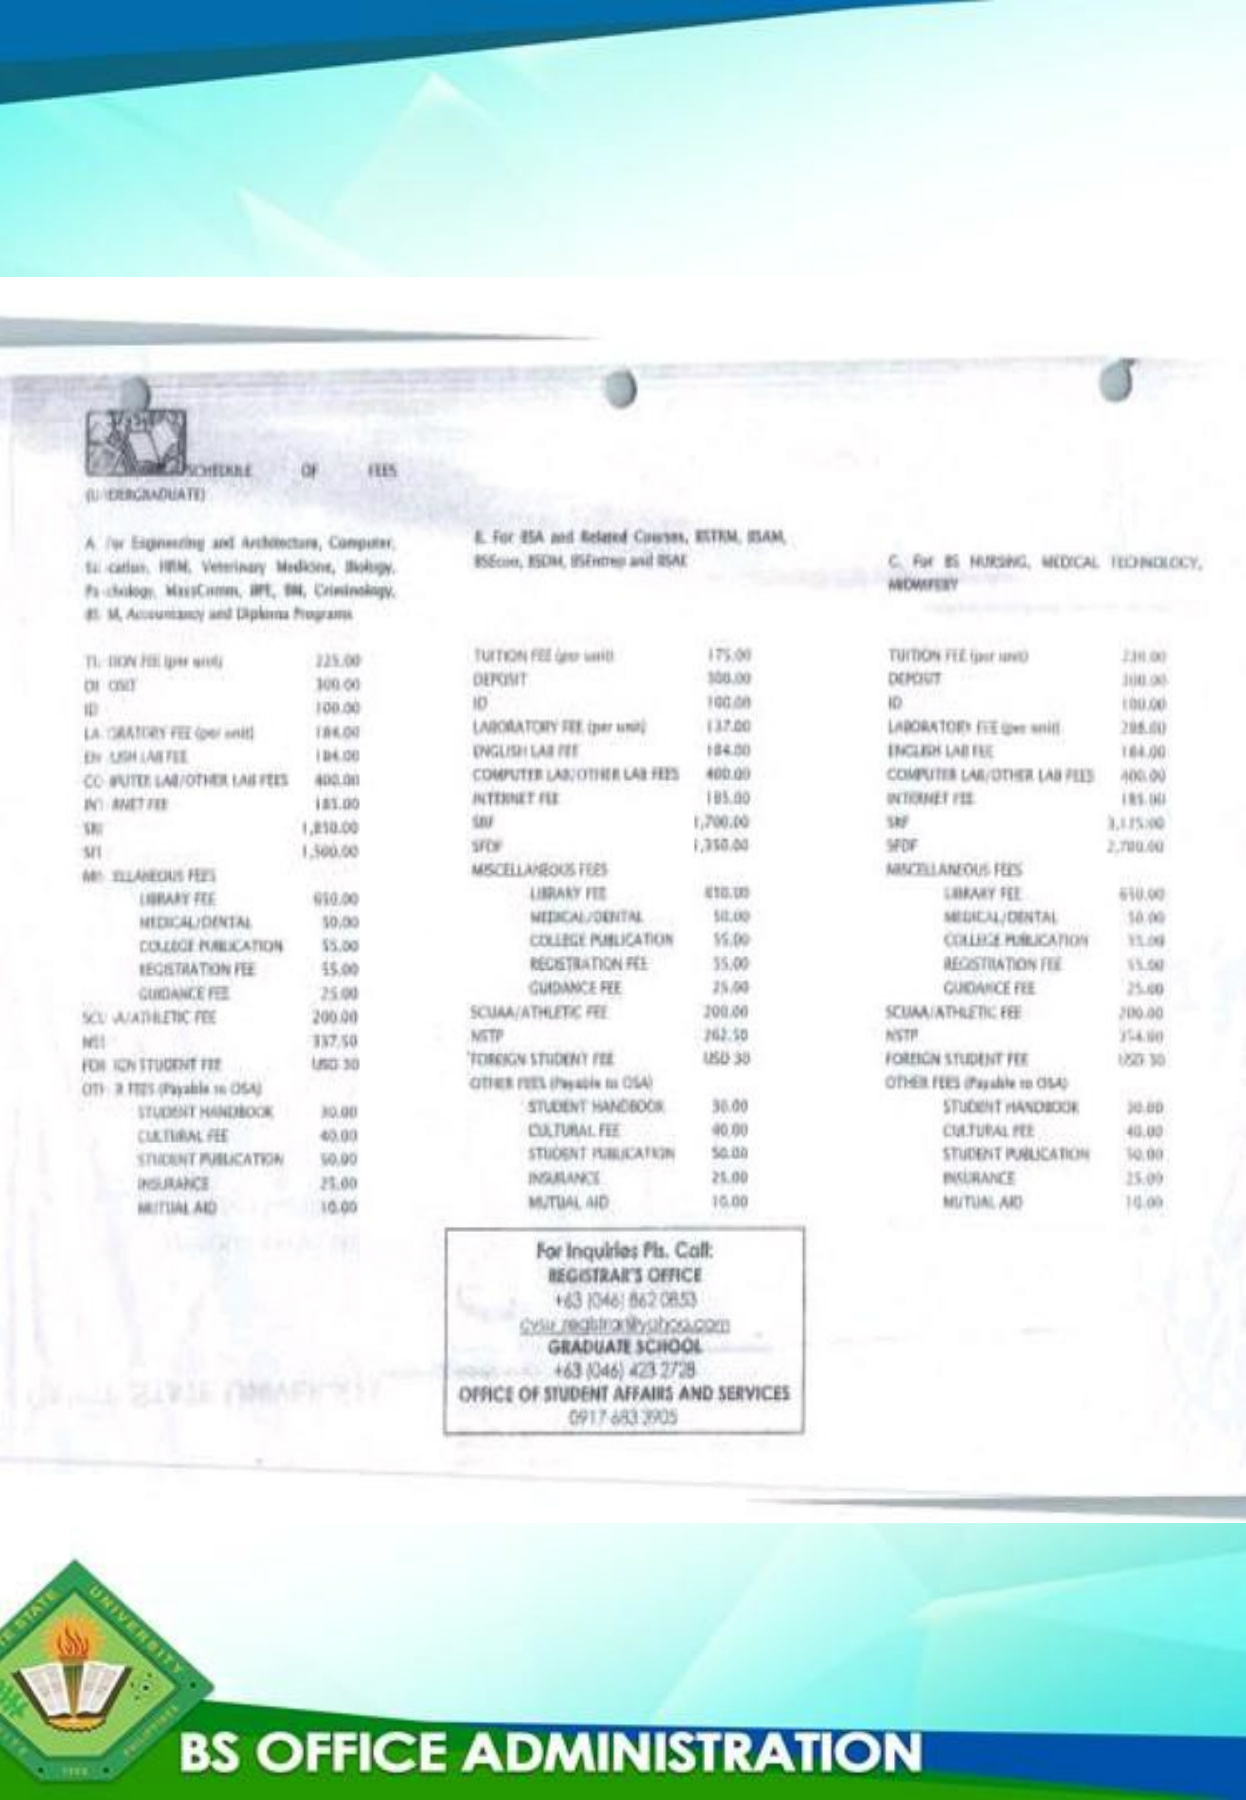 SCHEDULE OF FEES
(UNDERGRADUATE)
A. For Engineering and Architecture, Computer,
Education, HRM, Veterinary Medicine, Biology,
Psychology, MassComm, BPE, BM, Criminology,
M, Accountancy and Diploma Programs
TUITION FEE (per unit) 225.00
DEPOSIT 300.00
ID 100.00
LABORATORY FEE (per unit) 184.00
ENGLISH LAB FEE 184.00
COMPUTER LAB/OTHER LAB FEES 400.00
INTERNET FEE 185.00
SRF 1,850.00
1,500.00
MISCELLANEOUS FEES
LIBRARY FEE 650.00
MEDICAL/DENTAL 50.00
COLLEGE PUBLICATION 55.00
REGISTRATION FEE 55.00
GUIDANCE FEE 25.00
SCUAA/ATHLETIC FEE 200.00
337.50
FOREIGN STUDENT FEE USD 50
OTHER FEES (Payable to OSA)
STUDENT HANDBOOK 30.00
CULTURAL FEE 40.00
STUDENT PUBLICATION 50.00
INSURANCE 25.00
MUTUAL AID 10.00
B. For BSA and Related Courses, BSTRM, BSAM,
BSEcon, BSDM, BSEntrep and BSAE
TUITION FEE (per unit) 175.00
DEPOSIT 300.00
ID 100.00
LABORATORY FEE (per unit) 137.00
ENGLISH LAB FEE 184.00
COMPUTER LAB/OTHER LAB FEES 400.00
INTERNET FEE 185.00
SRF 1,700.00
SFDF 1,350.00
MISCELLANEOUS FEES
LIBRARY FEE 650.00
MEDICAL/DENTAL 50.00
COLLEGE PUBLICATION 55.00
REGISTRATION FEE 55.00
GUIDANCE FEE 25.00
SCUAA/ATHLETIC FEE 200.00
NSTP 262.50
FOREIGN STUDENT FEE USD 50
OTHER FEES (Payable to OSA)
STUDENT HANDBOOK 30.00
CULTURAL FEE 40.00
STUDENT PUBLICATION 50.00
INSURANCE 25.00
MUTUAL AID 10.00
C. For BS NURSING, MEDICAL TECHNOLOGY,
MIDWIFERY
TUITION FEE (per unit)
DEPOSIT 300.00
ID 100.00
LABORATORY FEE (per unit)
ENGLISH LAB FEE 184.00
COMPUTER LAB/OTHER LAB FEES 400.00
INTERNET FEE 185.00
SRF
SFDF 2,700.00
MISCELLANEOUS FEES
LIBRARY FEE 650.00
MEDICAL/DENTAL 50.00
COLLEGE PUBLICATION 55.00
REGISTRATION FEE 55.00
GUIDANCE FEE 25.00
SCUAA/ATHLETIC FEE 200.00
NSTP
FOREIGN STUDENT FEE USD 50
OTHER FEES (Payable to OSA)
STUDENT HANDBOOK 30.00
CULTURAL FEE 40.00
STUDENT PUBLICATION 50.00
INSURANCE 25.00
MUTUAL AID 10.00
For Inquiries Pls. Call:
REGISTRAR'S OFFICE
+63 (046) 862 0853
cvsu_registrar@yahoo.com
GRADUATE SCHOOL
+63 (046) 423 2728
OFFICE OF STUDENT AFFAIRS AND SERVICES
0917 683 3905
STATE UNIVERSITY
PHILIPPINES
BS OFFICE ADMINISTRATION